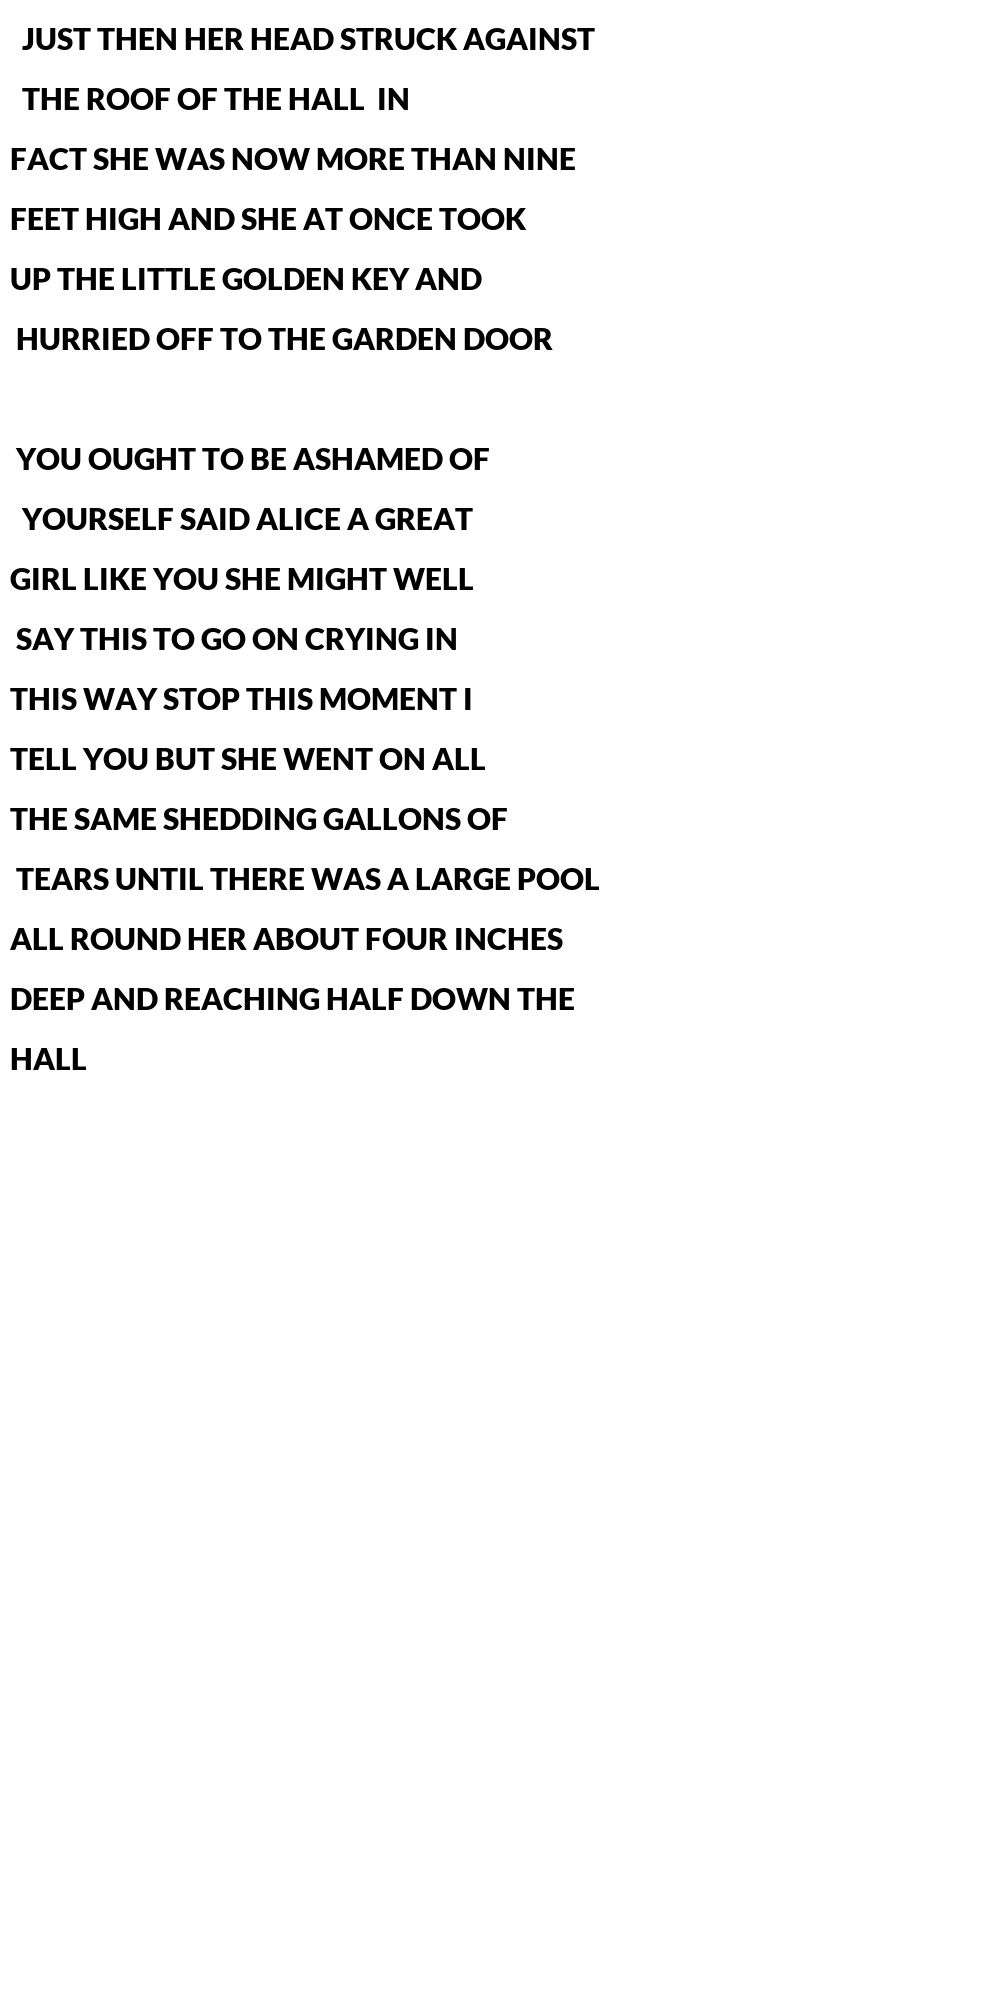 JUST THEN HER HEAD STRUCK AGAINST
THE ROOF OF THE HALL  IN
FACT SHE WAS NOW MORE THAN NINE
FEET HIGH AND SHE AT ONCE TOOK
UP THE LITTLE GOLDEN KEY AND
HURRIED OFF TO THE GARDEN DOOR

YOU OUGHT TO BE ASHAMED OF
YOURSELF SAID ALICE A GREAT
GIRL LIKE YOU SHE MIGHT WELL
SAY THIS TO GO ON CRYING IN
THIS WAY STOP THIS MOMENT I
TELL YOU BUT SHE WENT ON ALL
THE SAME SHEDDING GALLONS OF
TEARS UNTIL THERE WAS A LARGE POOL
ALL ROUND HER ABOUT FOUR INCHES
DEEP AND REACHING HALF DOWN THE
HALL